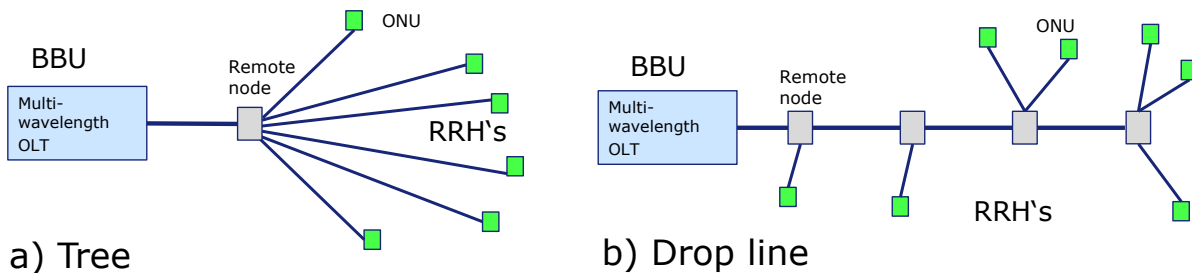 BBU
Multi-
wavelength
OLT
Remote
node
ONU
RRH‘s
a) Tree
BBU
Multi-
wavelength
OLT
Remote
node
ONU
RRH‘s
b) Drop line